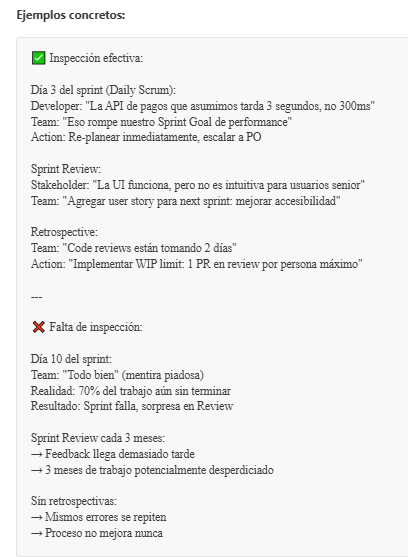 Ejemplos concretos:
✅ Inspección efectiva:
Día 3 del sprint (Daily Scrum):
Developer: "La API de pagos que asumimos tarda 3 segundos, no 300ms"
Team: "Eso rompe nuestro Sprint Goal de performance"
Action: Re-planear inmediatamente, escalar a PO
Sprint Review:
Stakeholder: "La UI funciona, pero no es intuitiva para usuarios senior"
Team: "Agregar user story para next sprint: mejorar accesibilidad"
Retrospective:
Team: "Code reviews están tomando 2 días"
Action: "Implementar WIP limit: 1 PR en review por persona máximo"
---
❌ Falta de inspección:
Día 10 del sprint:
Team: "Todo bien" (mentira piadosa)
Realidad: 70% del trabajo aún sin terminar
Resultado: Sprint falla, sorpresa en Review
Sprint Review cada 3 meses:
→ Feedback llega demasiado tarde
→ 3 meses de trabajo potencialmente desperdiciado
Sin retrospectivas:
→ Mismos errores se repiten
→ Proceso no mejora nunca